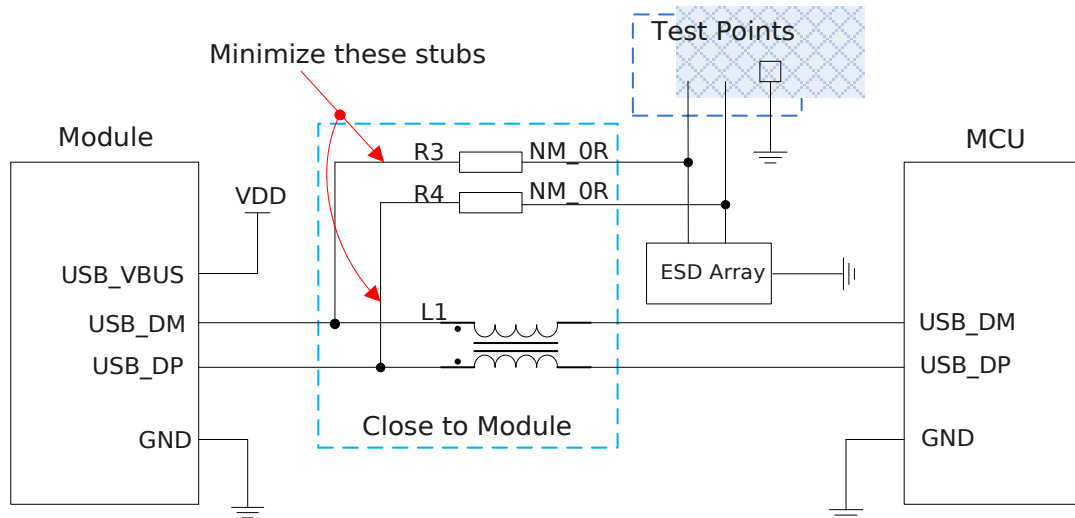 Test Points
Minimize these stubs
Module
MCU
R3
NM_0R
R4
NM_0R
VDD
USB_VBUS
ESD Array
USB_DM
L1
USB_DM
USB_DP
USB_DP
Close to Module
GND
GND